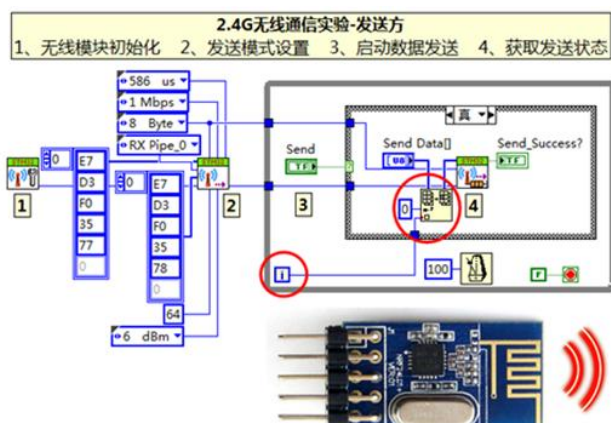 2.4G无线通信实验-发送方
1、无线模块初始化 2、发送模式设置 3、启动数据发送 4、获取发送状态
586 us
1 Mbps
8 Byte
RX Pipe_0
0
E7
D3
F0
35
77
0
0
E7
D3
F0
35
78
0
64
6 dBm
1
2
Send
TF
3
真
Send Data[]
U8
Send_Success?
TF
0
4
i
100
F